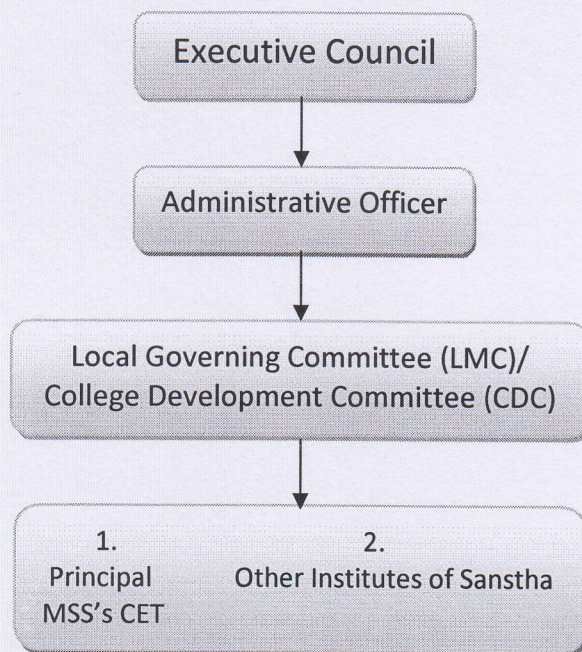 Executive Council
Administrative Officer
Local Governing Committee (LMC)/
College Development Committee (CDC)
1.
Principal
MSS's CET
2.
Other Institutes of Sanstha